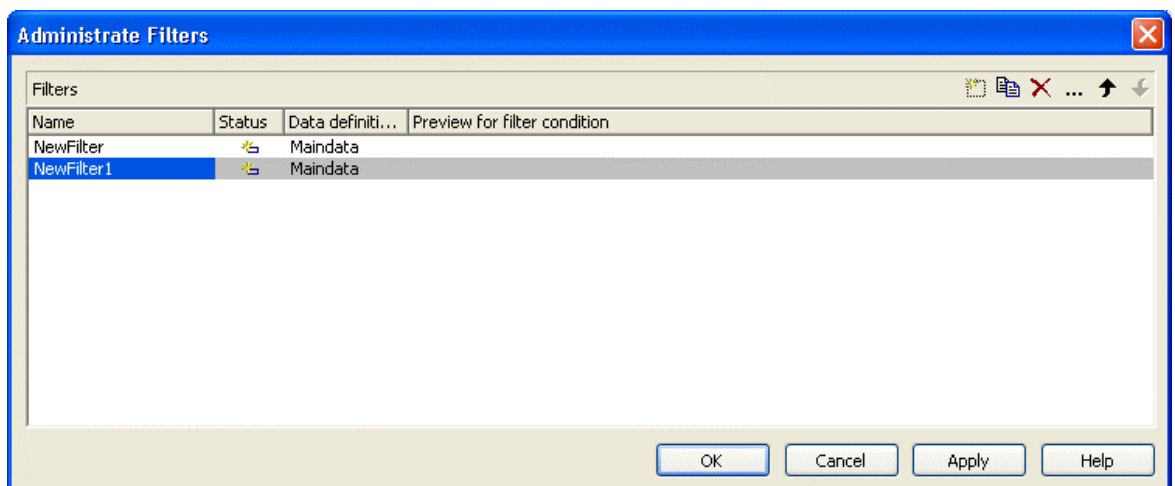 Administrate Filters
Filters ...
Name Status Data definiti... Preview for filter condition
NewFilter Maindata
NewFilter1 Maindata
OK Cancel Apply Help